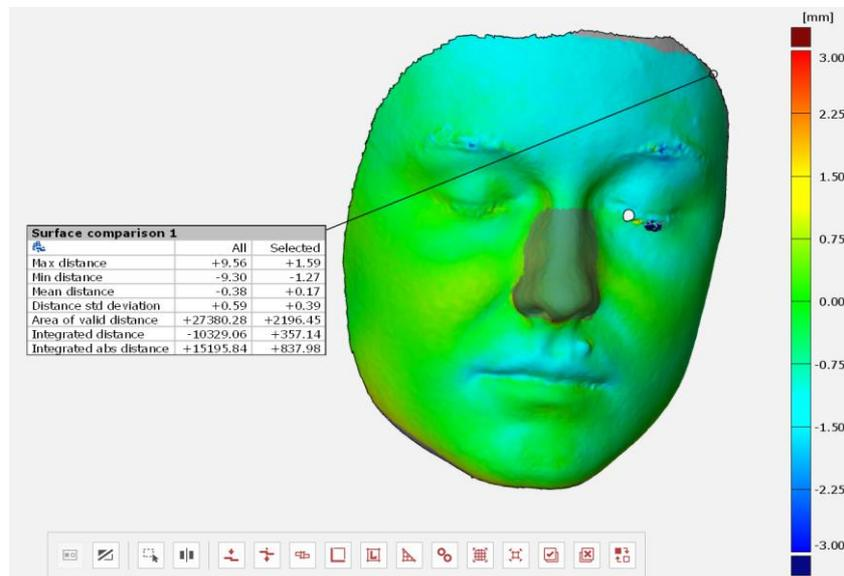 [mm]
3.00
2.25
1.50
0.75
0.00
-0.75
-1.50
-2.25
-3.00
Surface comparison 1
All Selected
Max distance +9.56 +1.59
Min distance -9.30 -1.27
Mean distance -0.38 +0.17
Distance std deviation +0.59 +0.39
Area of valid distance +27380.28 +2196.45
Integrated distance -10329.06 +357.14
Integrated abs distance +15195.84 +837.98